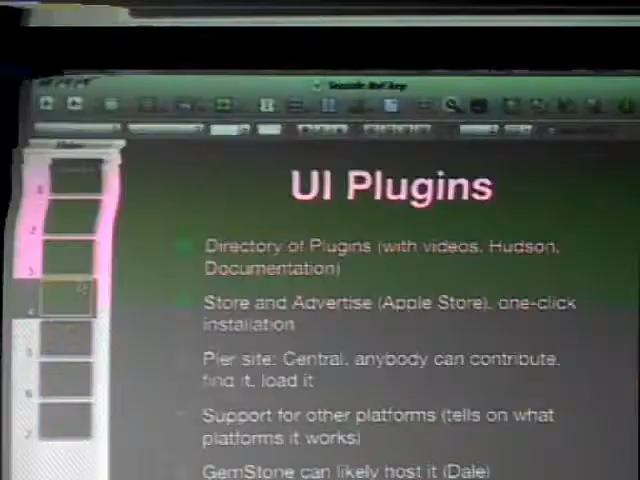 UI Plugins
Directory of Plugins (with videos, Hudson,
Documentation)
Store and Advertise (Apple Store), one-click
installation
Pier site: Central, anybody can contribute,
find it, load it
Support for other platforms (tells on what
platforms it works)
GemStone can likely host it (Dale)